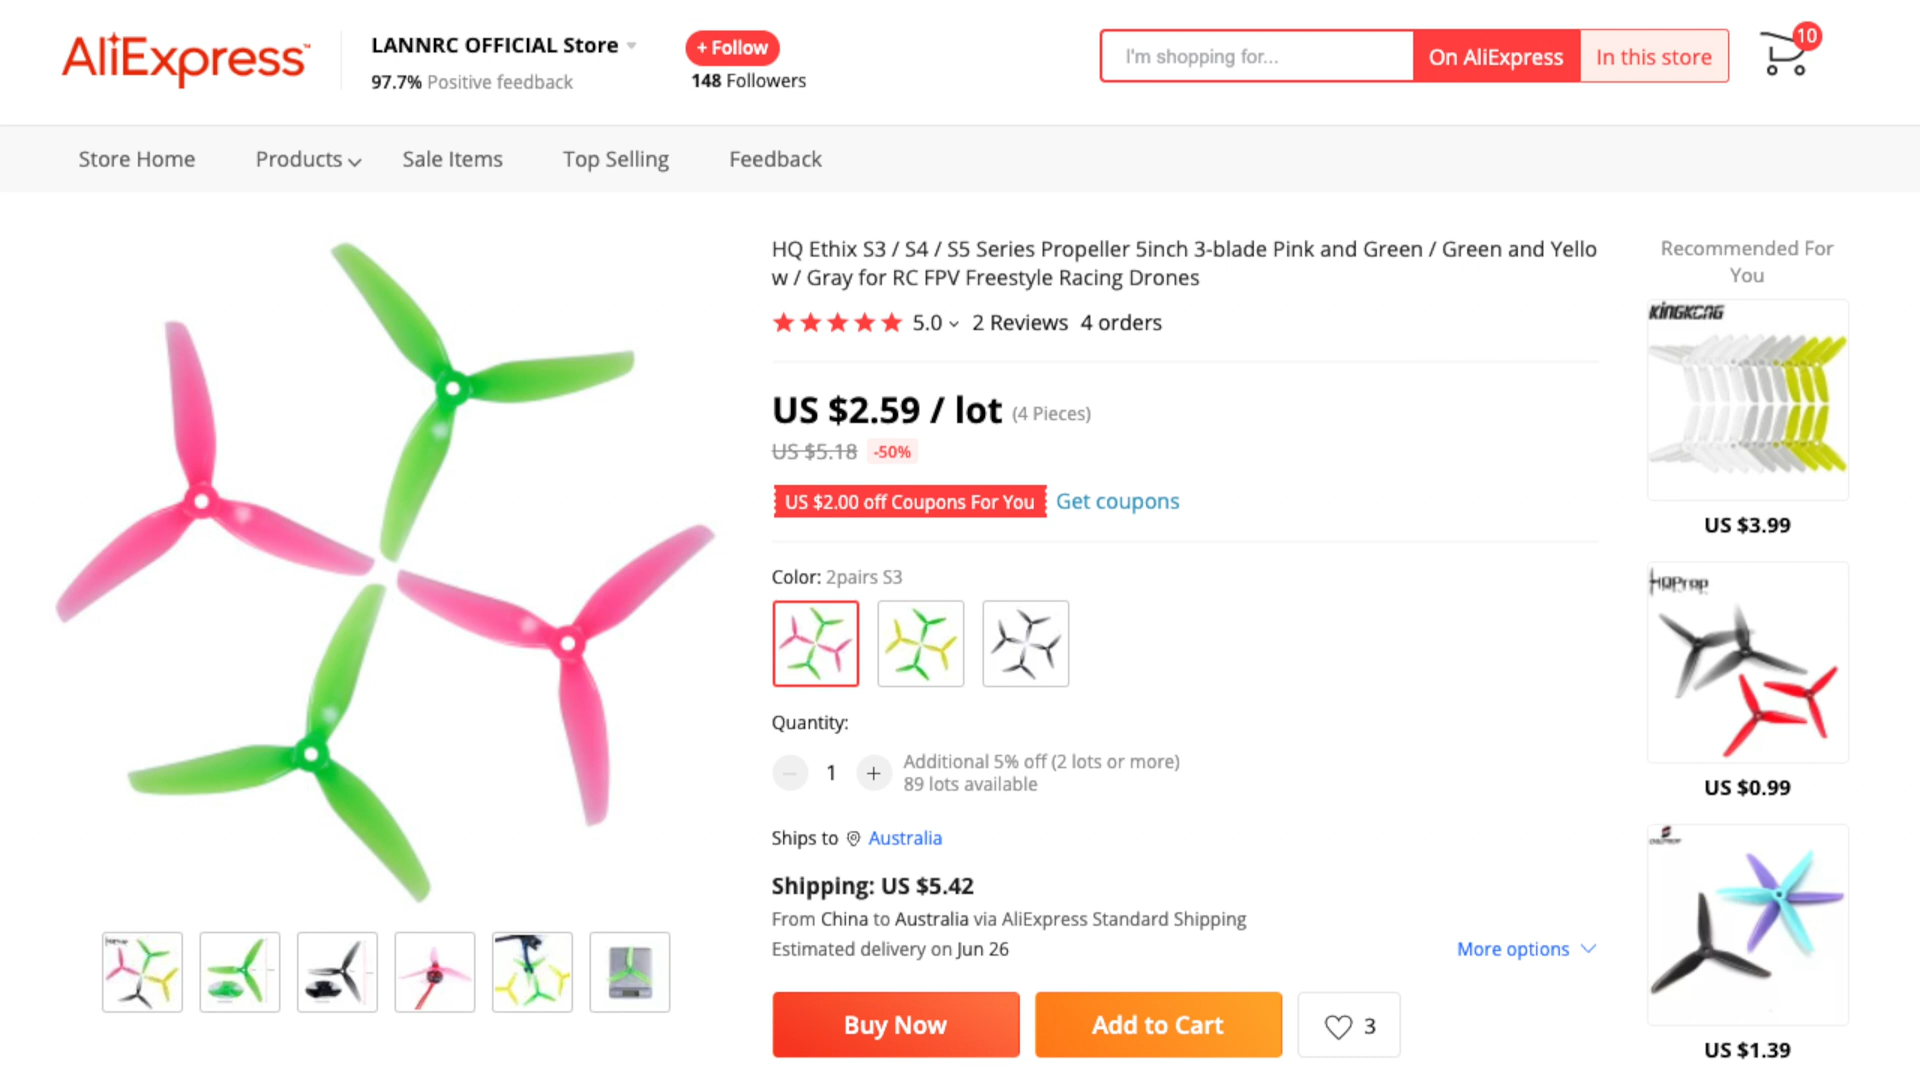 AliExpress™
LANNRC OFFICIAL Store
97.7% Positive feedback
+ Follow
148 Followers
I'm shopping for...
On AliExpress
In this store
10
Store Home
Products
Sale Items
Top Selling
Feedback
HQ Ethix S3 / S4 / S5 Series Propeller 5inch 3-blade Pink and Green / Green and Yello
w / Gray for RC FPV Freestyle Racing Drones
5.0
2 Reviews
4 orders
US $2.59 / lot (4 Pieces)
US $5.18 -50%
US $2.00 off Coupons For You
Get coupons
Color: 2pairs S3
Quantity:
1
Additional 5% off (2 lots or more)
89 lots available
Ships to Australia
Shipping: US $5.42
From China to Australia via AliExpress Standard Shipping
Estimated delivery on Jun 26
More options
Buy Now
Add to Cart
3
Recommended For
You
KINGKONG
US $3.99
HQProp
US $0.99
US $1.39